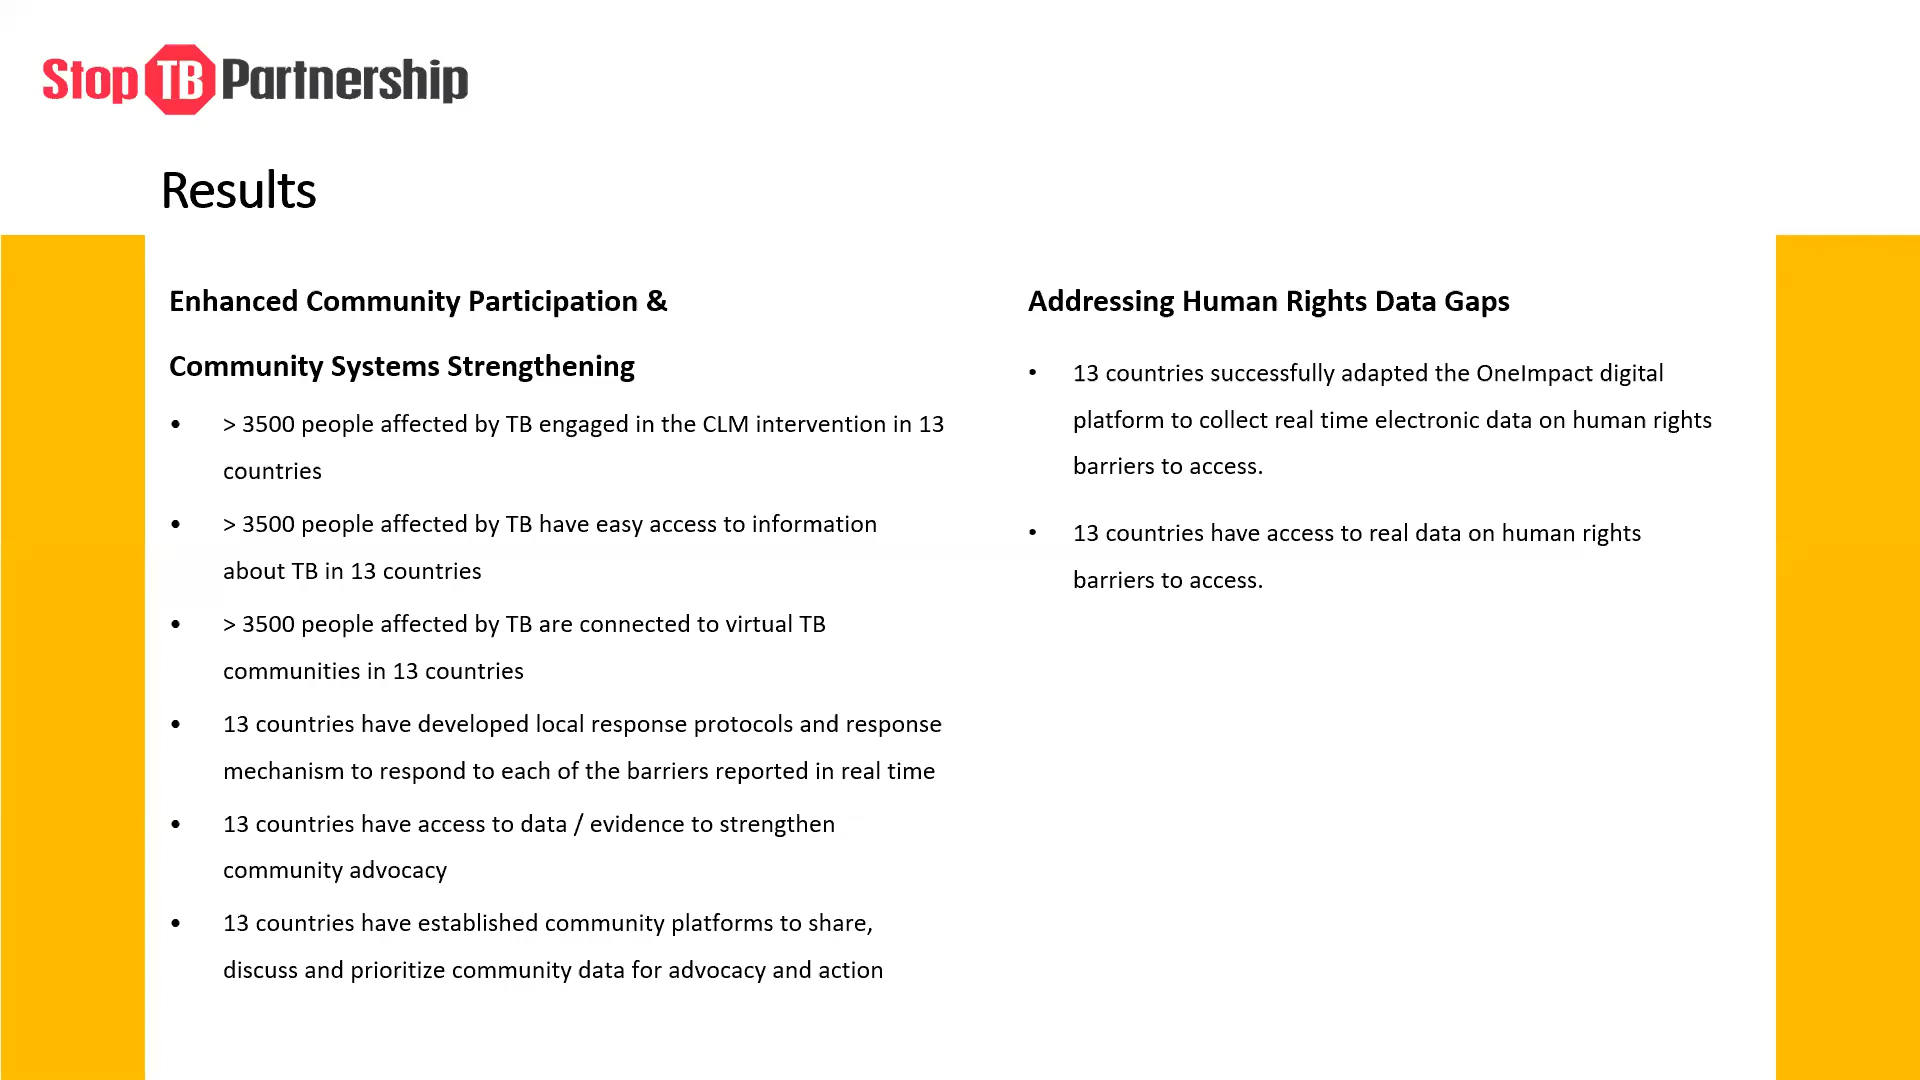 Stop TB Partnership
Results
Enhanced Community Participation &
Community Systems Strengthening
• > 3500 people affected by TB engaged in the CLM intervention in 13
countries
• > 3500 people affected by TB have easy access to information
about TB in 13 countries
• > 3500 people affected by TB are connected to virtual TB
communities in 13 countries
• 13 countries have developed local response protocols and response
mechanism to respond to each of the barriers reported in real time
• 13 countries have access to data / evidence to strengthen
community advocacy
• 13 countries have established community platforms to share,
discuss and prioritize community data for advocacy and action
Addressing Human Rights Data Gaps
• 13 countries successfully adapted the OneImpact digital
platform to collect real time electronic data on human rights
barriers to access.
• 13 countries have access to real data on human rights
barriers to access.